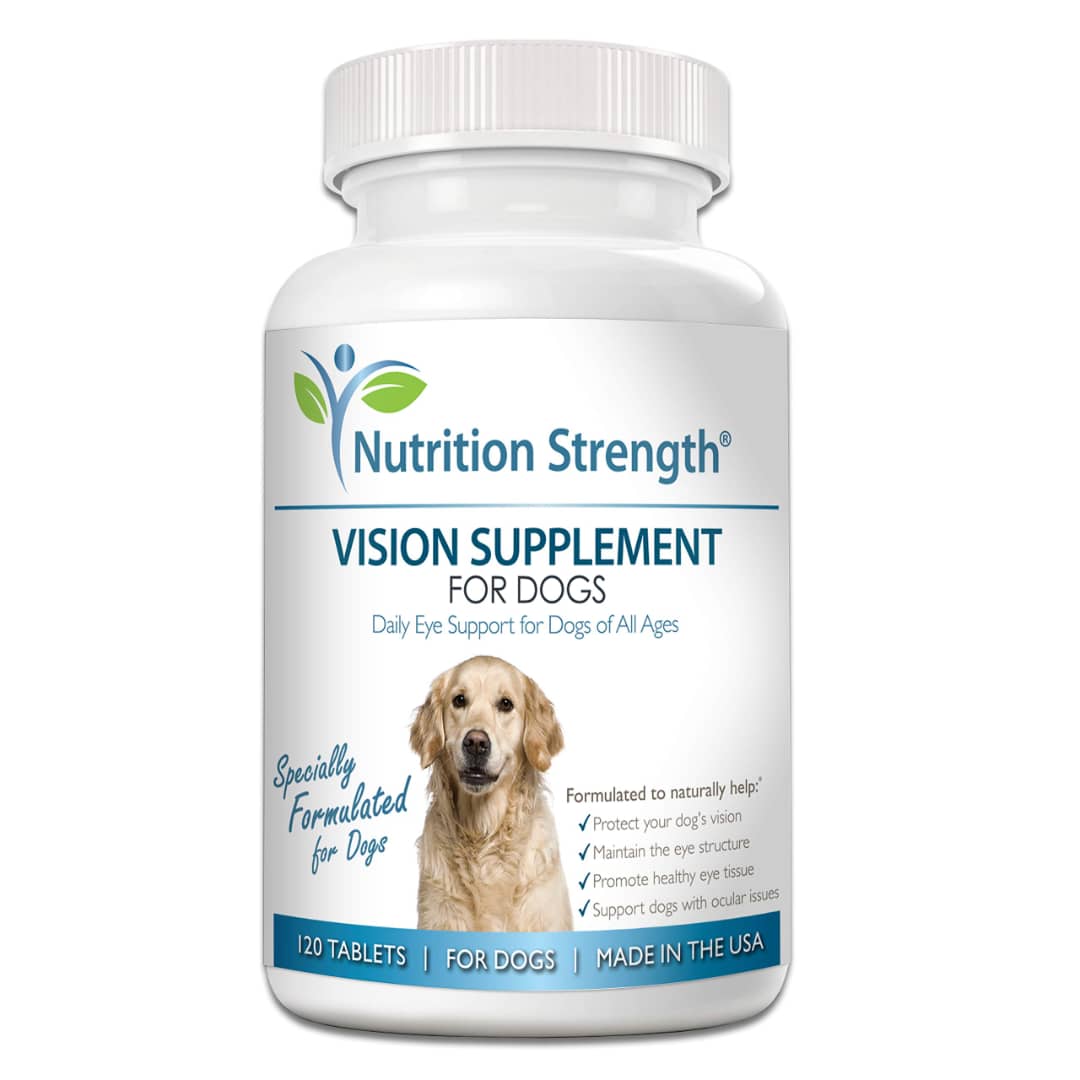 Nutrition Strength®
VISION SUPPLEMENT
FOR DOGS
Daily Eye Support for Dogs of All Ages
Specially
Formulated
for Dogs
Formulated to naturally help:*
✓Protect your dog's vision
✓Maintain the eye structure
✓Promote healthy eye tissue
✓Support dogs with ocular issues
120 TABLETS | FOR DOGS | MADE IN THE USA